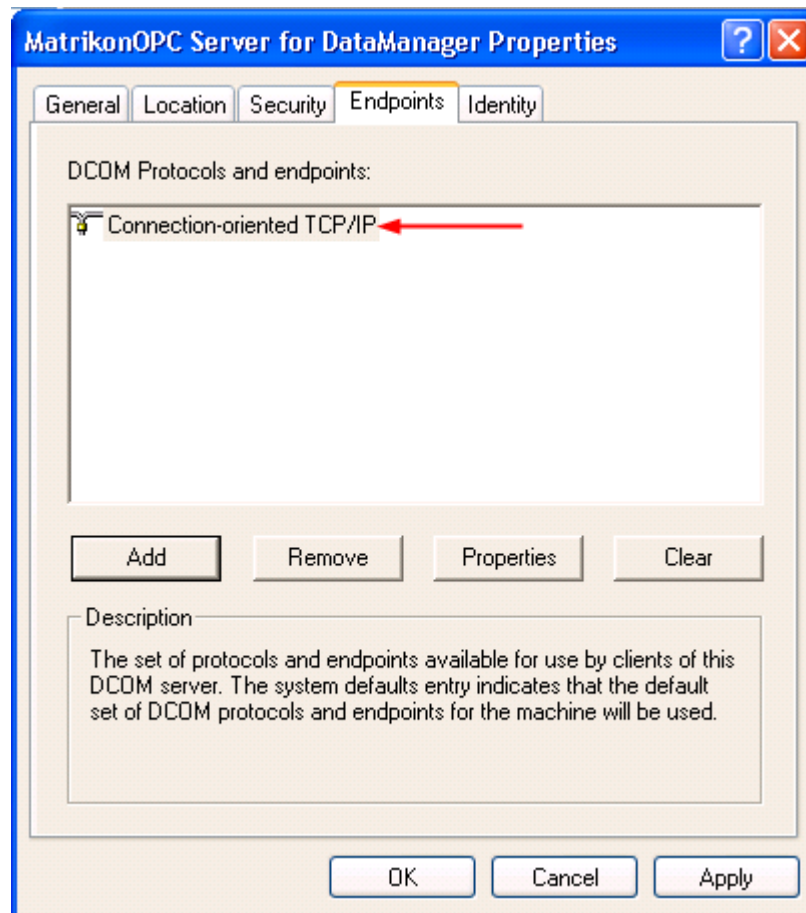 MatrikonOPC Server for DataManager Properties
General Location Security Endpoints Identity
DCOM Protocols and endpoints:
Connection-oriented TCP/IP
Add Remove Properties Clear
Description
The set of protocols and endpoints available for use by clients of this
DCOM server. The system defaults entry indicates that the default
set of DCOM protocols and endpoints for the machine will be used.
OK Cancel Apply